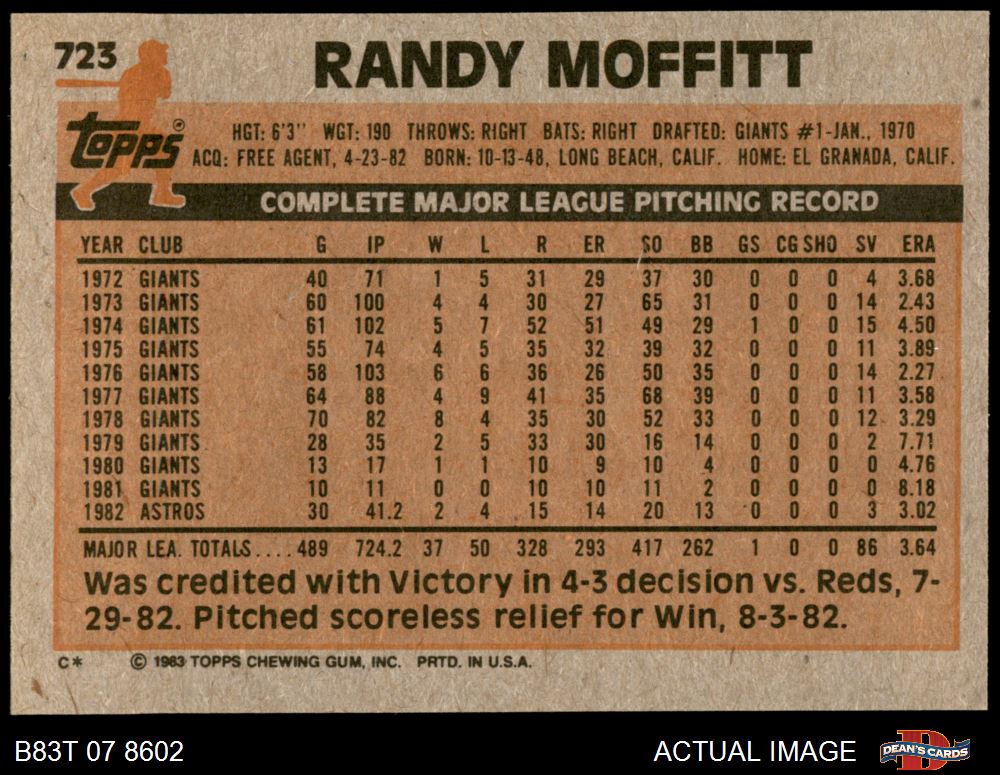 723 RANDY MOFFITT
topps
HGT: 6'3" WGT: 190 THROWS: RIGHT BATS: RIGHT DRAFTED: GIANTS #1-JAN., 1970
ACQ: FREE AGENT, 4-23-82 BORN: 10-13-48, LONG BEACH, CALIF. HOME: EL GRANADA, CALIF.
COMPLETE MAJOR LEAGUE PITCHING RECORD
YEAR CLUB G IP W L R ER SO BB GS CG SHO SV ERA
1972 GIANTS 40 71 1 5 31 29 37 30 0 0 0 4 3.68
1973 GIANTS 60 100 4 4 30 27 65 31 0 0 0 14 2.43
1974 GIANTS 61 102 5 7 52 51 49 29 1 0 0 15 4.50
1975 GIANTS 55 74 4 5 35 32 39 32 0 0 0 11 3.89
1976 GIANTS 58 103 6 6 36 26 50 35 0 0 0 14 2.27
1977 GIANTS 64 88 4 9 41 35 68 39 0 0 0 11 3.58
1978 GIANTS 70 82 8 4 35 30 52 33 0 0 0 12 3.29
1979 GIANTS 28 35 2 5 33 30 16 14 0 0 0 2 7.71
1980 GIANTS 13 17 1 1 10 9 10 4 0 0 0 0 4.76
1981 GIANTS 10 11 0 0 10 10 11 2 0 0 0 0 8.18
1982 ASTROS 30 41.2 2 4 15 14 20 13 0 0 0 3 3.02
MAJOR LEA. TOTALS.... 489 724.2 37 50 328 293 417 262 1 0 0 86 3.64
Was credited with Victory in 4-3 decision vs. Reds, 7-
29-82. Pitched scoreless relief for Win, 8-3-82.
C* © 1983 TOPPS CHEWING GUM, INC. PRTD. IN U.S.A.
B83T 07 8602 ACTUAL IMAGE DEAN'S CARDS